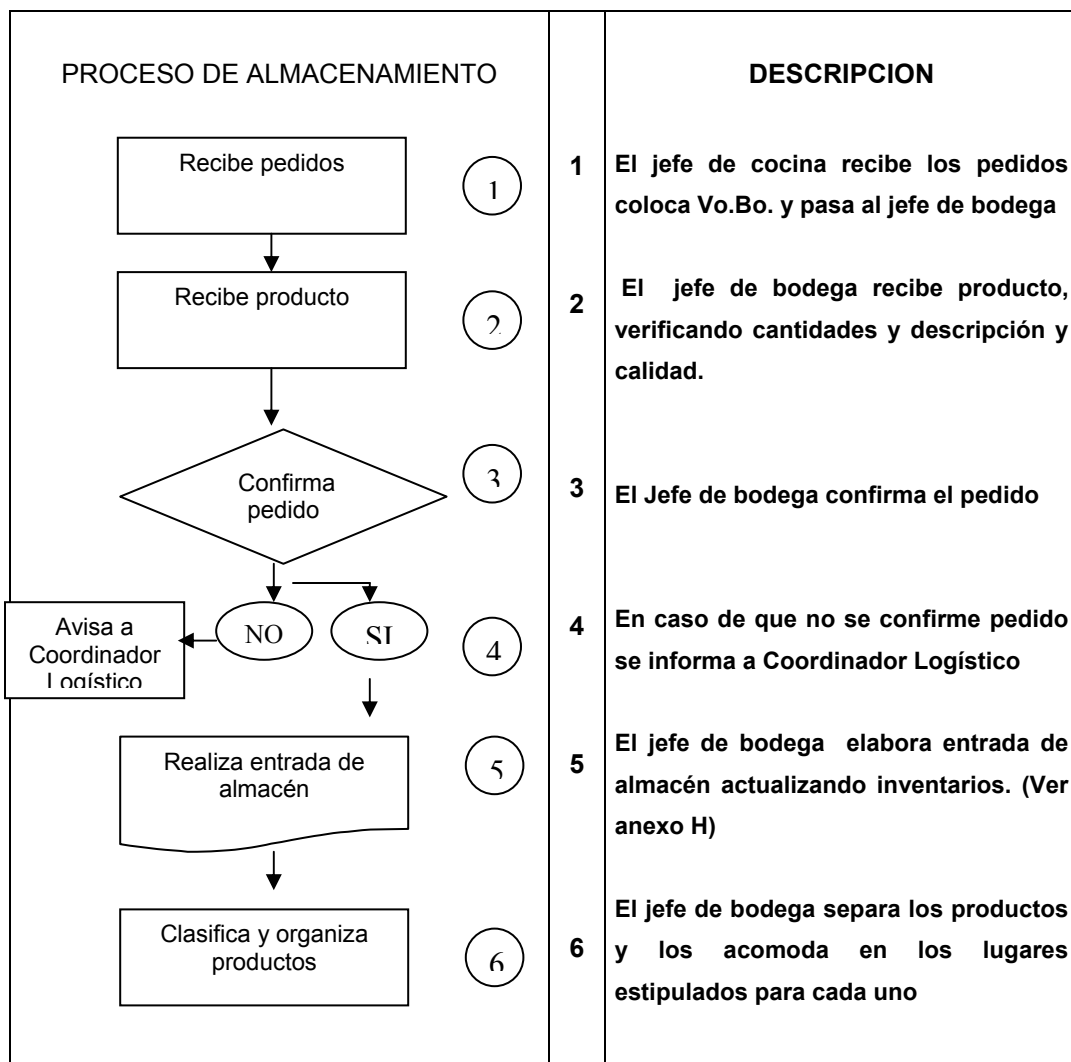 PROCESO DE ALMACENAMIENTO
DESCRIPCION
Recibe pedidos
1
1
El jefe de cocina recibe los pedidos
coloca Vo.Bo. y pasa al jefe de bodega
Recibe producto
2
2
El jefe de bodega recibe producto,
verificando cantidades y descripción y
calidad.
Confirma
pedido
3
3
El Jefe de bodega confirma el pedido
Avisa a
Coordinador
Logístico
NO
SI
4
4
En caso de que no se confirme pedido
se informa a Coordinador Logístico
Realiza entrada de
almacén
5
5
El jefe de bodega elabora entrada de
almacén actualizando inventarios. (Ver
anexo H)
Clasifica y organiza
productos
6
6
El jefe de bodega separa los productos
y los acomoda en los lugares
estipulados para cada uno